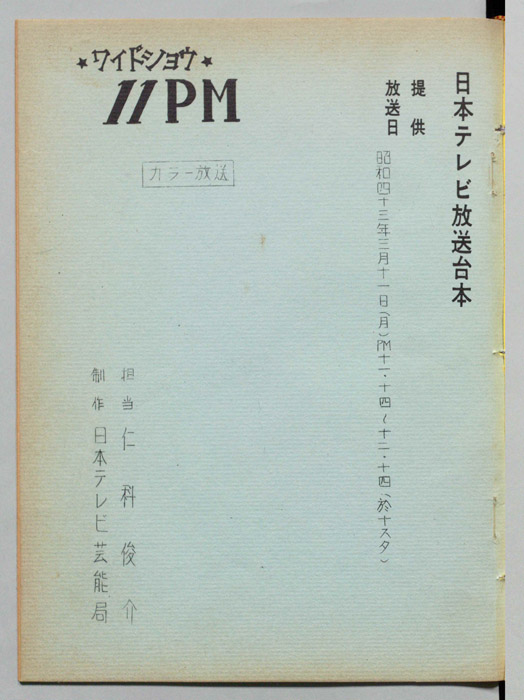 日本テレビ放送台本
提供
放送日 昭和四十三年三月十一日(月)PM十一・十四~十二・十四(於十スタ)
★ワイドショウ★
11PM
カラー放送
担当 仁科俊介
制作 日本テレビ芸能局